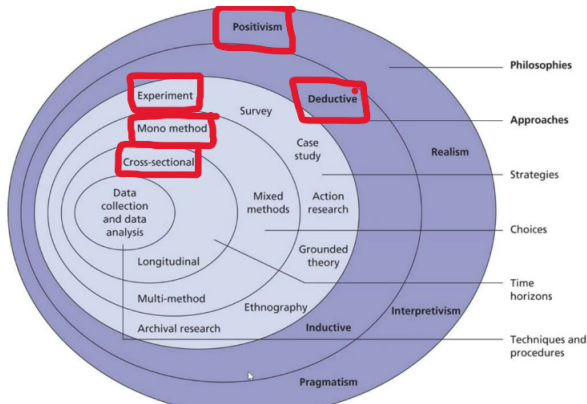 Positivism
Philosophies
Experiment
Deductive
Survey
Approaches
Mono method
Case
study
Realism
Cross-sectional
Strategies
Data
collection
and data
analysis
Mixed
methods
Action
research
Choices
Grounded
theory
Longitudinal
Time
horizons
Multi-method
Ethnography
Interpretivism
Archival research
Inductive
Techniques and
procedures
Pragmatism